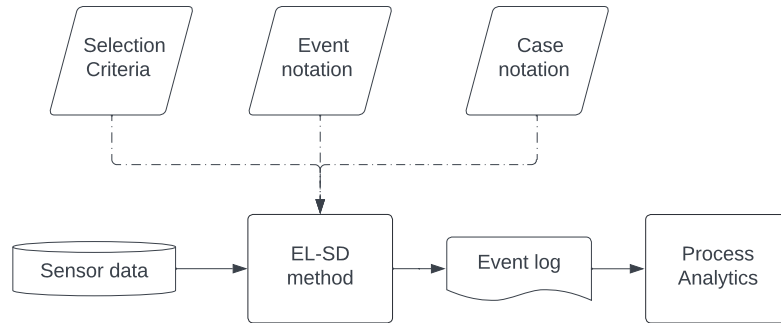 Selection
Criteria
Event
notation
Case
notation
Sensor data
EL-SD
method
Event log
Process
Analytics